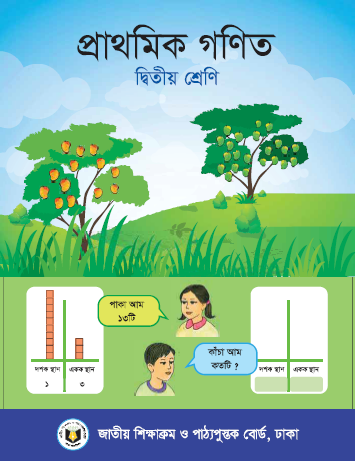 প্রাথমিক গণিত
দ্বিতীয় শ্রেণি
পাকা আম
১৩টি
কাঁচা আম
কতটি ?
দশক স্থান একক স্থান
১ ৩
দশক স্থান একক স্থান
জাতীয় শিক্ষাক্রম ও পাঠ্যপুস্তক বোর্ড, ঢাকা